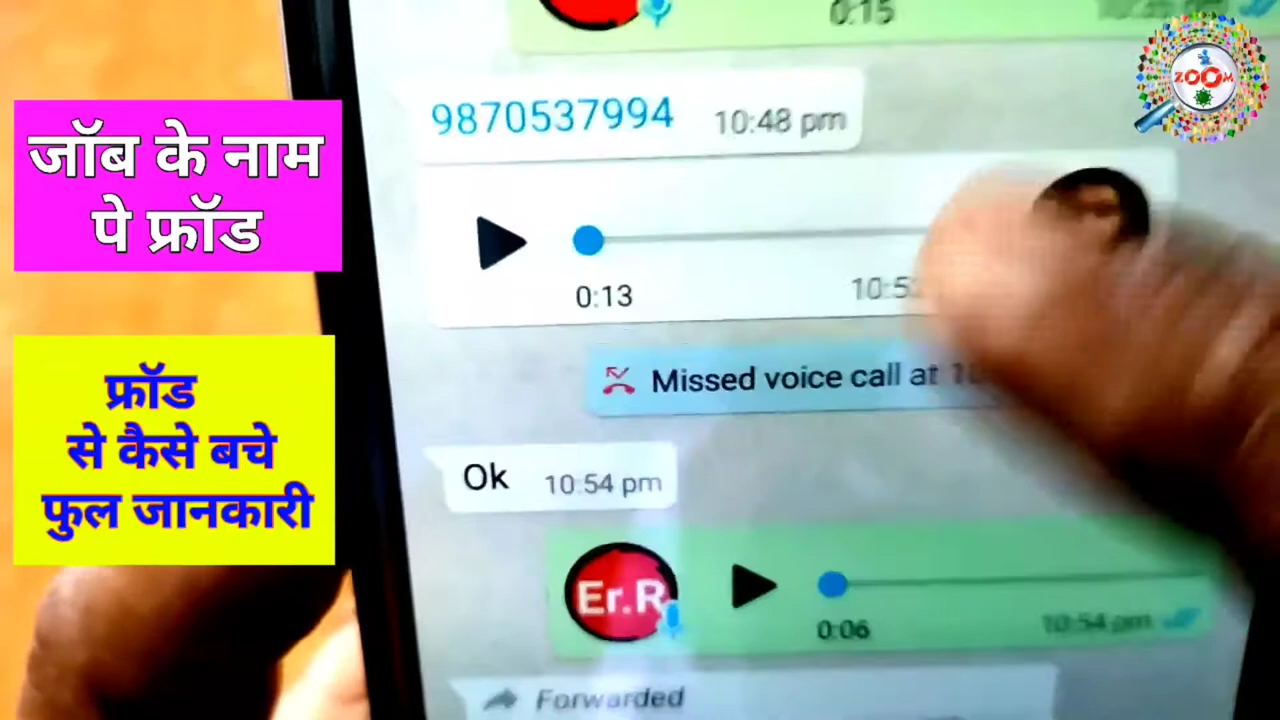 0:15
ZOOM
9870537994 10:48 pm
जॉब के नाम
पे फ्रॉड
0:13
Missed voice call at
फ्रॉड
से कैसे बचे
फुल जानकारी
Ok 10:54 pm
Er.R
0:06 10:54 pm
Forwarded